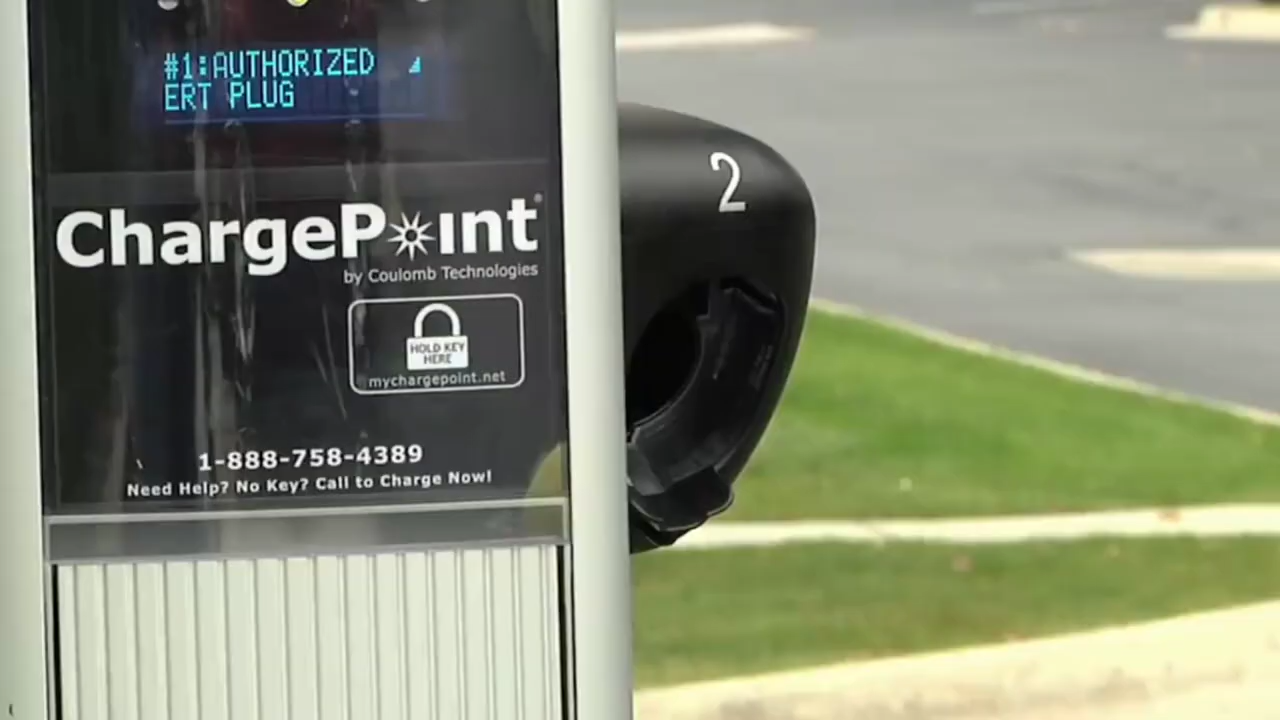 #1:AUTHORIZED
ERT PLUG
2
ChargePoint®
by Coulomb Technologies
HOLD KEY
HERE
mychargepoint.net
1-888-758-4389
Need Help? No Key? Call to Charge Now!